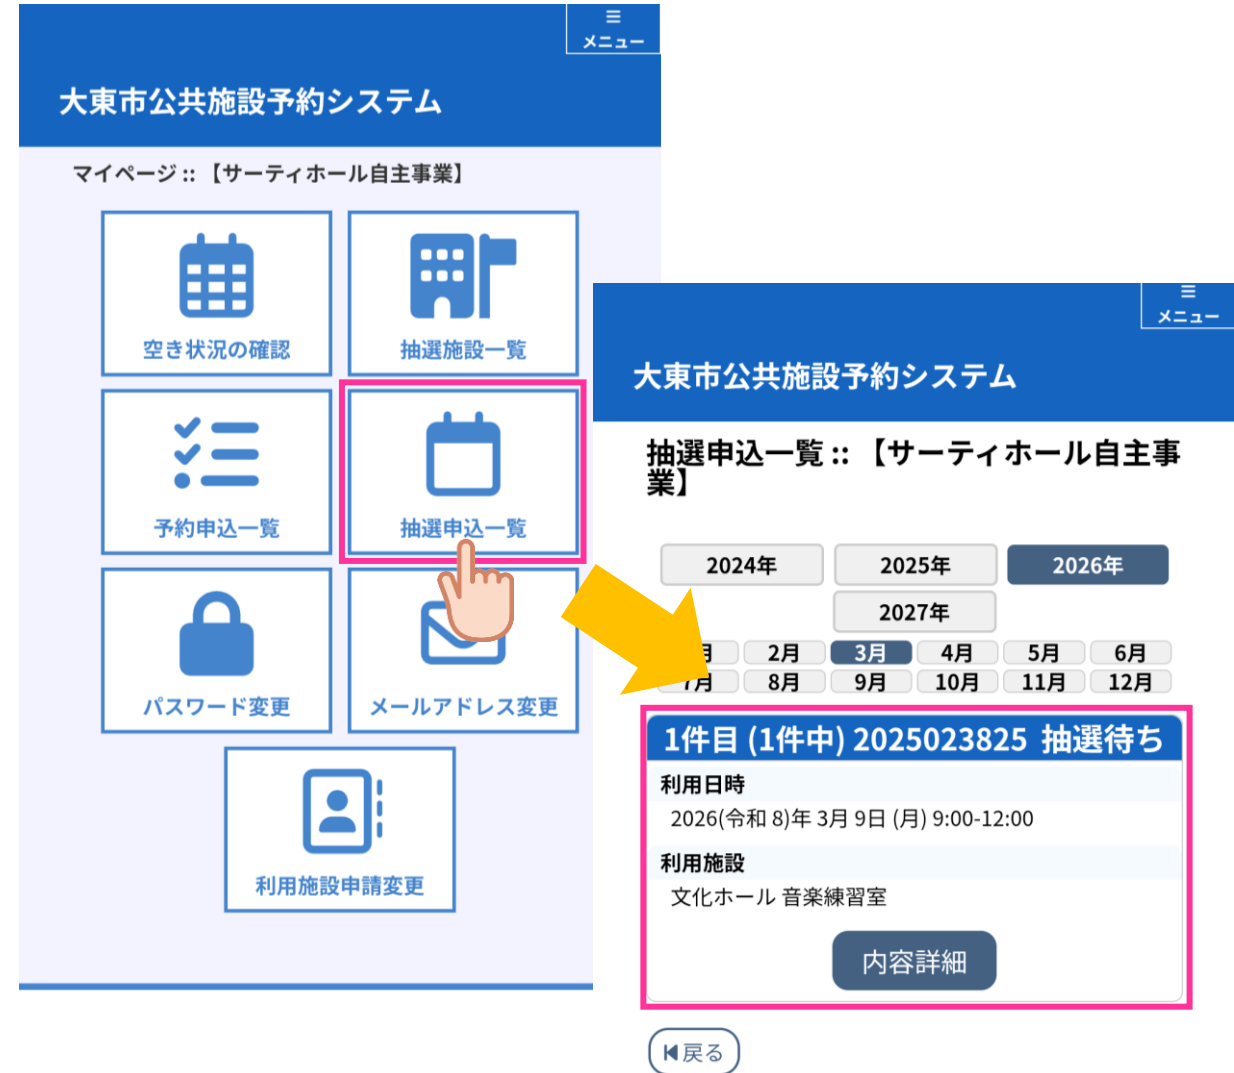 メニュー
大東市公共施設予約システム
マイページ :: 【サーティホール自主事業】
空き状況の確認
抽選施設一覧
予約申込一覧
抽選申込一覧
パスワード変更
メールアドレス変更
利用施設申請変更
メニュー
大東市公共施設予約システム
抽選申込一覧 :: 【サーティホール自主事
業】
2024年 2025年 2026年
2027年
月 2月 3月 4月 5月 6月
7月 8月 9月 10月 11月 12月
1件目 (1件中) 2025023825 抽選待ち
利用日時
2026(令和 8)年 3月 9日 (月) 9:00-12:00
利用施設
文化ホール 音楽練習室
内容詳細
戻る